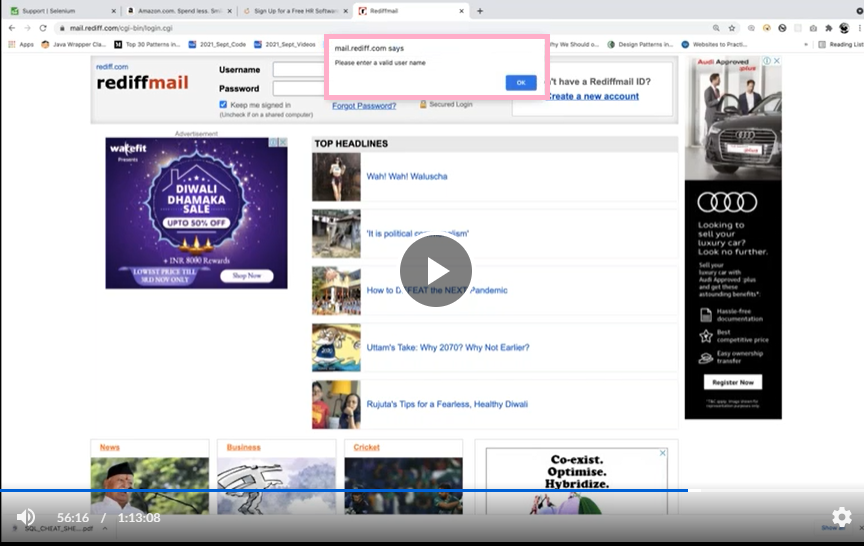 Support | Selenium
Amazon.com. Spend less. Smi
Sign Up for a Free HR Softwar
Rediffmail
mail.rediff.com/cgi-bin/login.cgi
Apps
Java Wrapper Cla...
Top 30 Patterns in...
2021_Sept_Code
2021_Sept_Videos
Why We Should o...
Design Patterns in...
Websites to Practi...
»
Reading List
mail.rediff.com says
Please enter a valid user name
OK
rediff.com
rediffmail
Username
Password
Keep me signed in
(Uncheck if on a shared computer)
Forgot Password?
Secured Login
't have a Rediffmail ID?
Create a new account
Advertisement
wakefit
Presents
DIWALI
DHAMAKA
SALE
UPTO 50% OFF
+ INR 8000 Rewards
LOWEST PRICE TILL
3RD NOV ONLY
Shop Now
TOP HEADLINES
Wah! Wah! Waluscha
'It is political
How to D EAT the NEXT Pandemic
Uttam's Take: Why 2070? Why Not Earlier?
Rujuta's Tips for a Fearless, Healthy Diwali
Audi Approved :plus
Looking to
sell your
luxury car?
Look no further.
Sell your
luxury car with
Audi Approved :plus
and get these
astounding benefits*:
Hassle-free
documentation
Best
competitive price
Easy ownership
transfer
Register Now
News
Business
Cricket
Co-exist.
Optimise.
Hybridize.
56:16 / 1:13:08
SQL_CHEAT_SHE....pdf
Show all